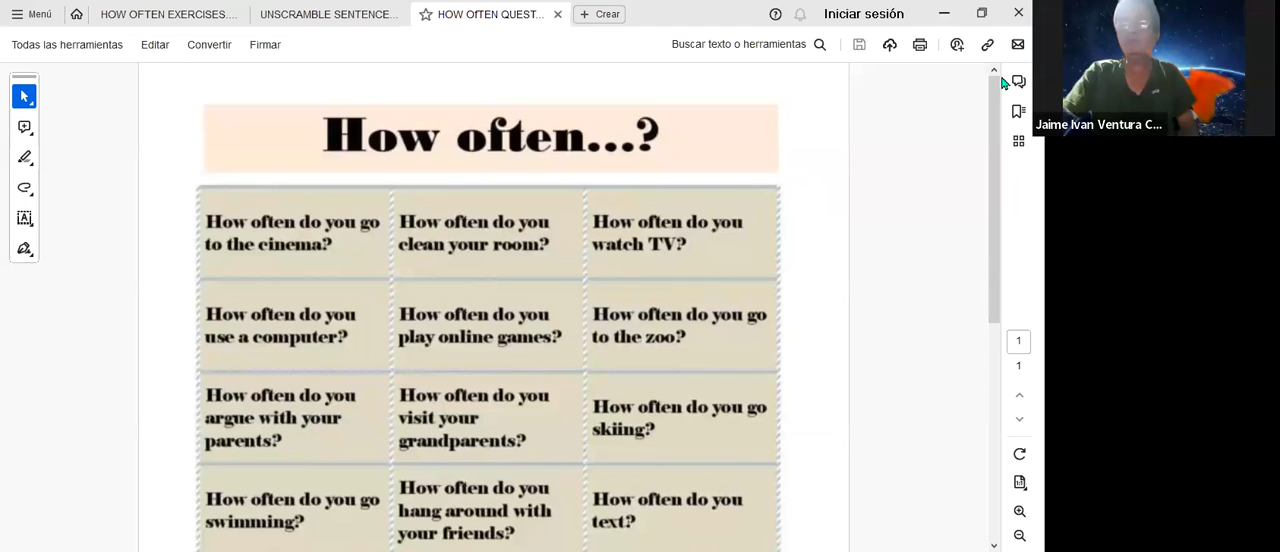 Menú
HOW OFTEN EXERCISES....
UNSCRAMBLE SENTENCE...
HOW OFTEN QUEST...
Crear
Iniciar sesión
Todas las herramientas
Editar
Convertir
Firmar
Buscar texto o herramientas
Jaime Ivan Ventura C...
How often...?
How often do you go
to the cinema?
How often do you
clean your room?
How often do you
watch TV?
How often do you
use a computer?
How often do you
play online games?
How often do you go
to the zoo?
How often do you
argue with your
parents?
How often do you
visit your
grandparents?
How often do you go
skiing?
How often do you go
swimming?
How often do you
hang around with
your friends?
How often do you
text?
1
1